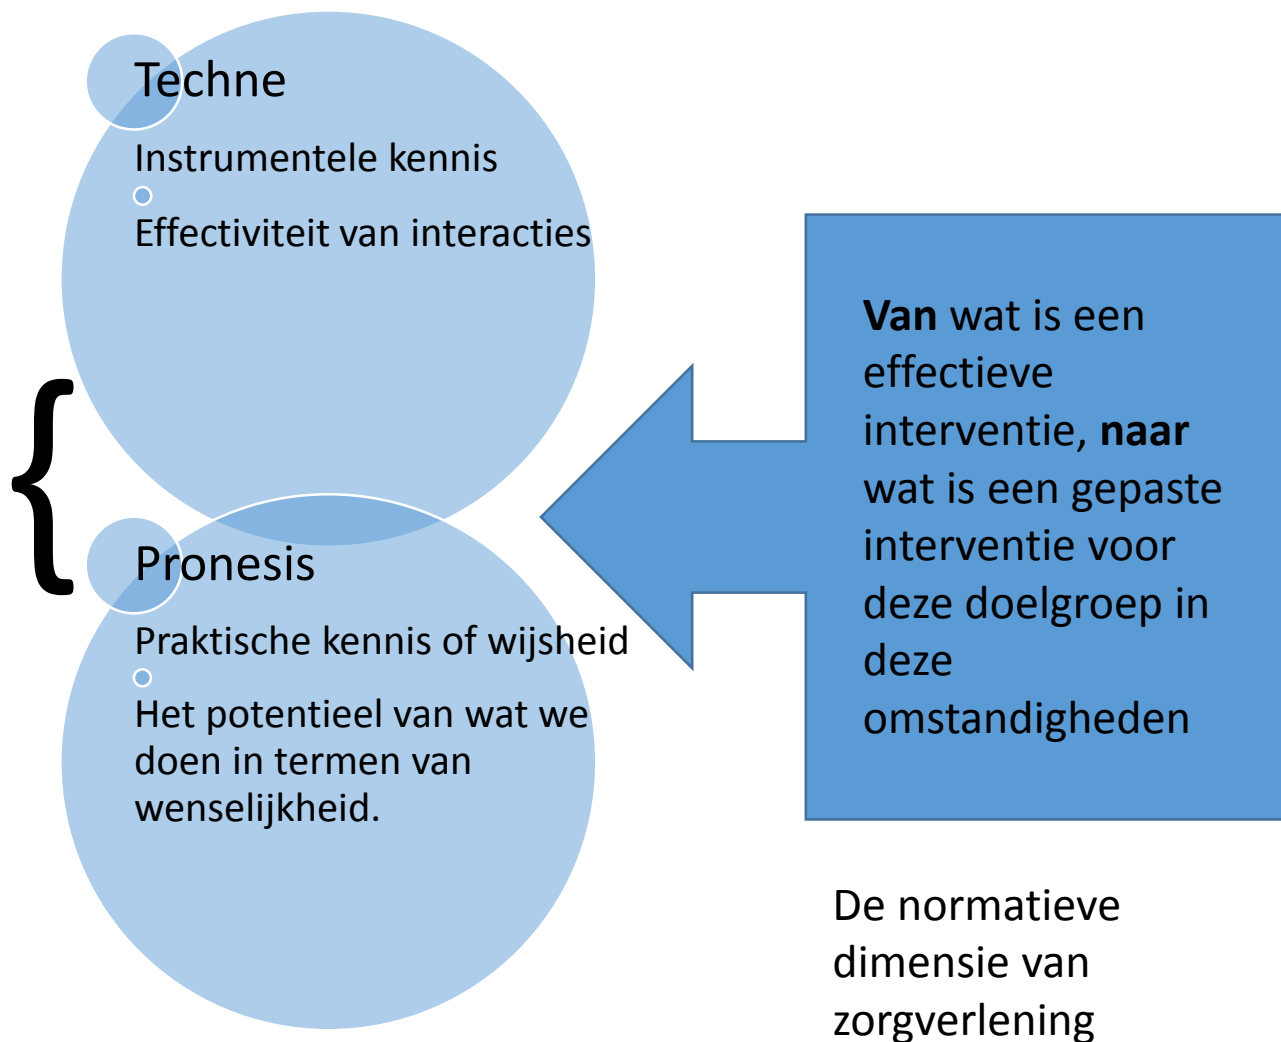 Techne
Instrumentele kennis
Effectiviteit van interacties
{
Pronesis
Praktische kennis of wijsheid
Het potentieel van wat we
doen in termen van
wenselijkheid.
Van wat is een
effectieve
interventie, naar
wat is een gepaste
interventie voor
deze doelgroep in
deze
omstandigheden
De normatieve
dimensie van
zorgverlening